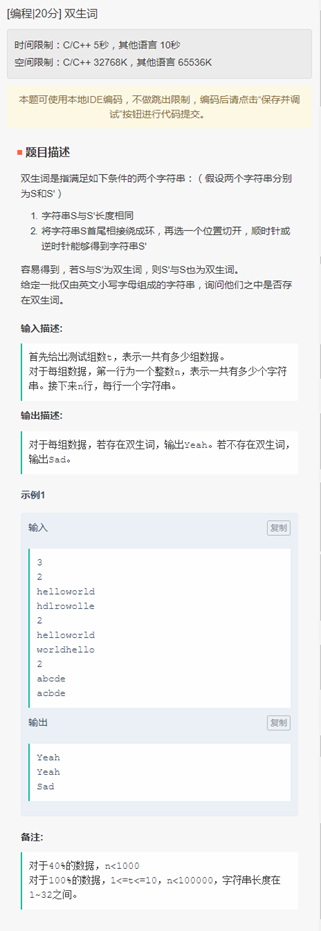 [编程|20分] 双生词
时间限制：C/C++ 5秒，其他语言 10秒
空间限制：C/C++ 32768K，其他语言 65536K
本题可使用本地IDE编码，不做跳出限制，编码后请点击“保存并调
试”按钮进行代码提交。
题目描述
双生词是指满足如下条件的两个字符串：（假设两个字符串分别
为S和S'）
1. 字符串S与S'长度相同
2. 将字符串S首尾相接绕成环，再选一个位置切开，顺时针或
逆时针能够得到字符串S'
容易得到，若S与S'为双生词，则S'与S也为双生词。
给定一批仅由英文小写字母组成的字符串，询问他们之中是否存
在双生词。
输入描述:
首先给出测试组数t，表示一共有多少组数据。
对于每组数据，第一行为一个整数n，表示一共有多少个字符
串。接下来n行，每行一个字符串。
输出描述:
对于每组数据，若存在双生词，输出Yeah。若不存在双生词，
输出Sad。
示例1
输入
复制
3
2
helloworld
hdlrowolle
2
helloworld
worldhello
2
abcde
acbde
输出
复制
Yeah
Yeah
Sad
备注:
对于40%的数据，n<1000
对于100%的数据，1<=t<=10，n<100000，字符串长度在
1~32之间。